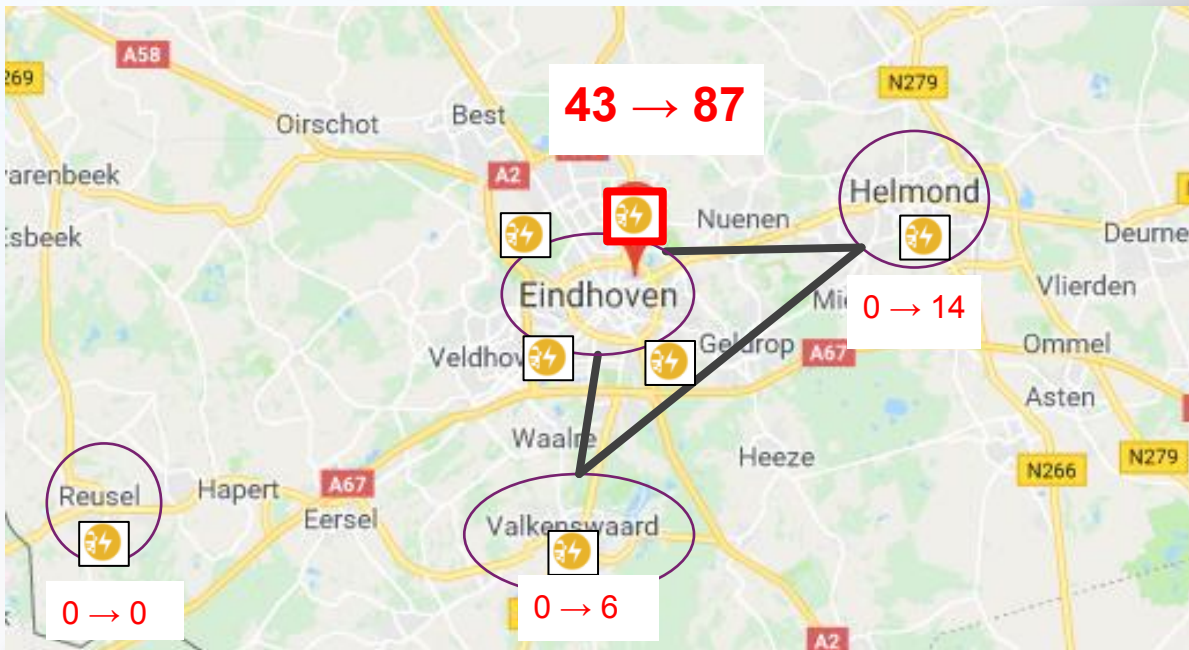 A58
269
N279
43 → 87
Oirschot
Best
A2
arenbeek
Helmond
Nuenen
sbeek
Deurne
Eindhoven
Vlierden
0 → 14
Veldhov
Geldrop
A67
Ommel
Asten
Waalre
Heeze
N279
N266
Reusel
Hapert
A67
Eersel
Valkenswaard
0 → 0
0 → 6
A2